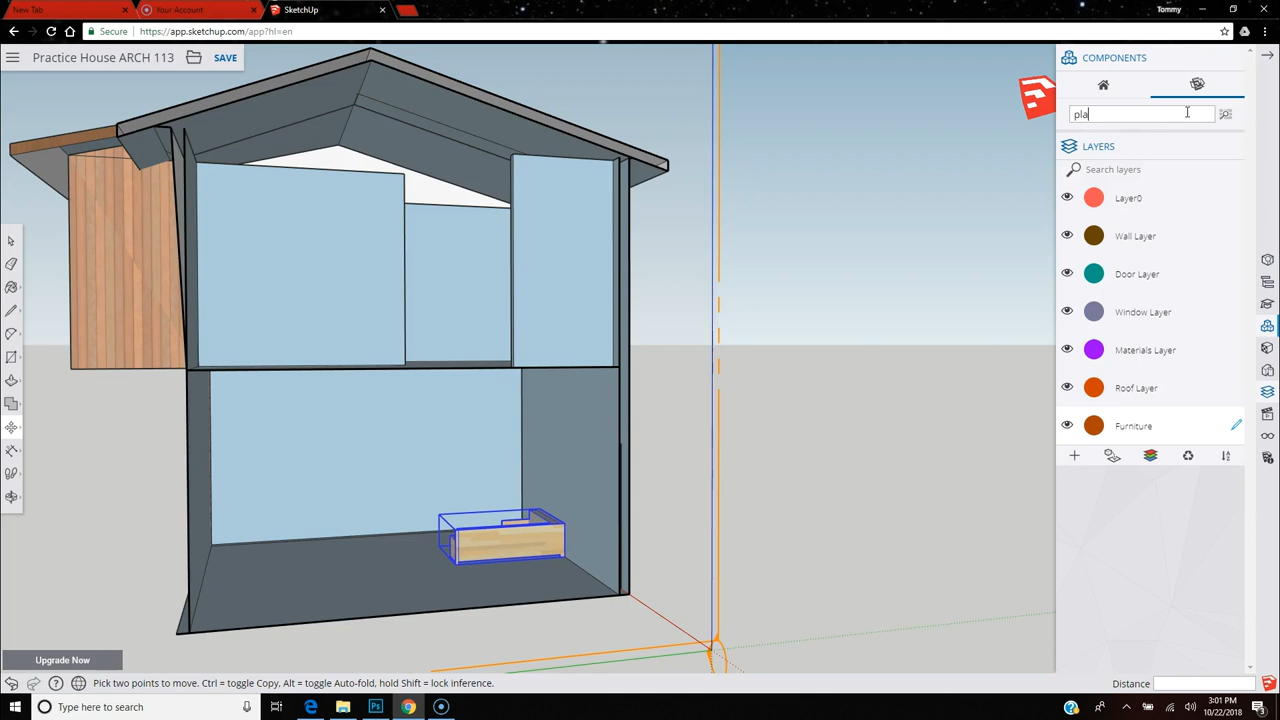 New Tab
Your Account
SketchUp
Tommy
Secure
https://app.sketchup.com/app?hl=en
Practice House ARCH 113
SAVE
COMPONENTS
pla
LAYERS
Search layers
Layer0
Wall Layer
Door Layer
Window Layer
Materials Layer
Roof Layer
Furniture
Upgrade Now
Pick two points to move. Ctrl = toggle Copy, Alt = toggle Auto-fold, hold Shift = lock inference.
Distance
Type here to search
3:01 PM
10/22/2018